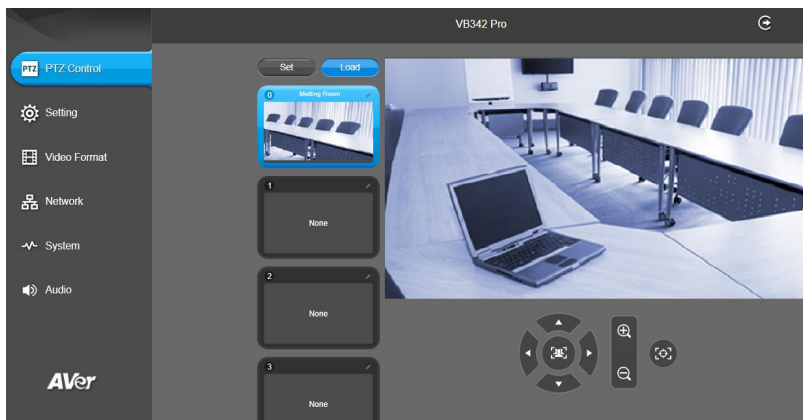 VB342 Pro
PTZ PTZ Control
Setting
Video Format
Network
System
Audio
AVer
Set
Load
0 Meiting Room
1
None
2
None
3
None